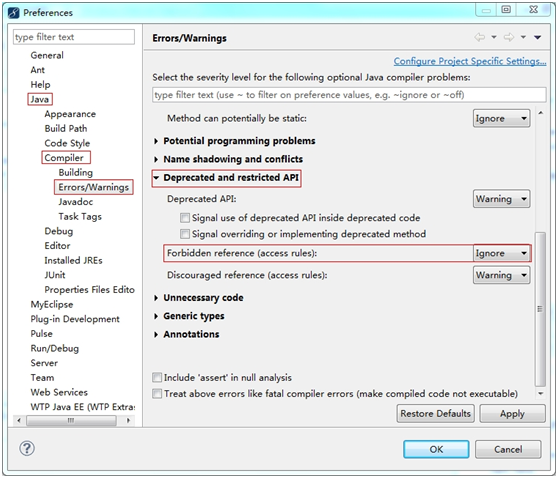 Preferences
type filter text
General
Ant
Help
Java
Appearance
Build Path
Code Style
Compiler
Building
Errors/Warnings
Javadoc
Task Tags
Debug
Editor
Installed JREs
JUnit
Properties Files Edito
MyEclipse
Plug-in Development
Pulse
Run/Debug
Server
Team
Web Services
WTP Java EE (WTP Extras
Errors/Warnings
Configure Project Specific Settings...
Select the severity level for the following optional Java compiler problems:
type filter text (use ~ to filter on preference values, e.g. ~ignore or ~off)
Method can potentially be static: Ignore
Potential programming problems
Name shadowing and conflicts
Deprecated and restricted API
Deprecated API: Warning
Signal use of deprecated API inside deprecated code
Signal overriding or implementing deprecated method
Forbidden reference (access rules): Ignore
Discouraged reference (access rules): Warning
Unnecessary code
Generic types
Annotations
Include 'assert' in null analysis
Treat above errors like fatal compiler errors (make compiled code not executable)
Restore Defaults Apply
? OK Cancel